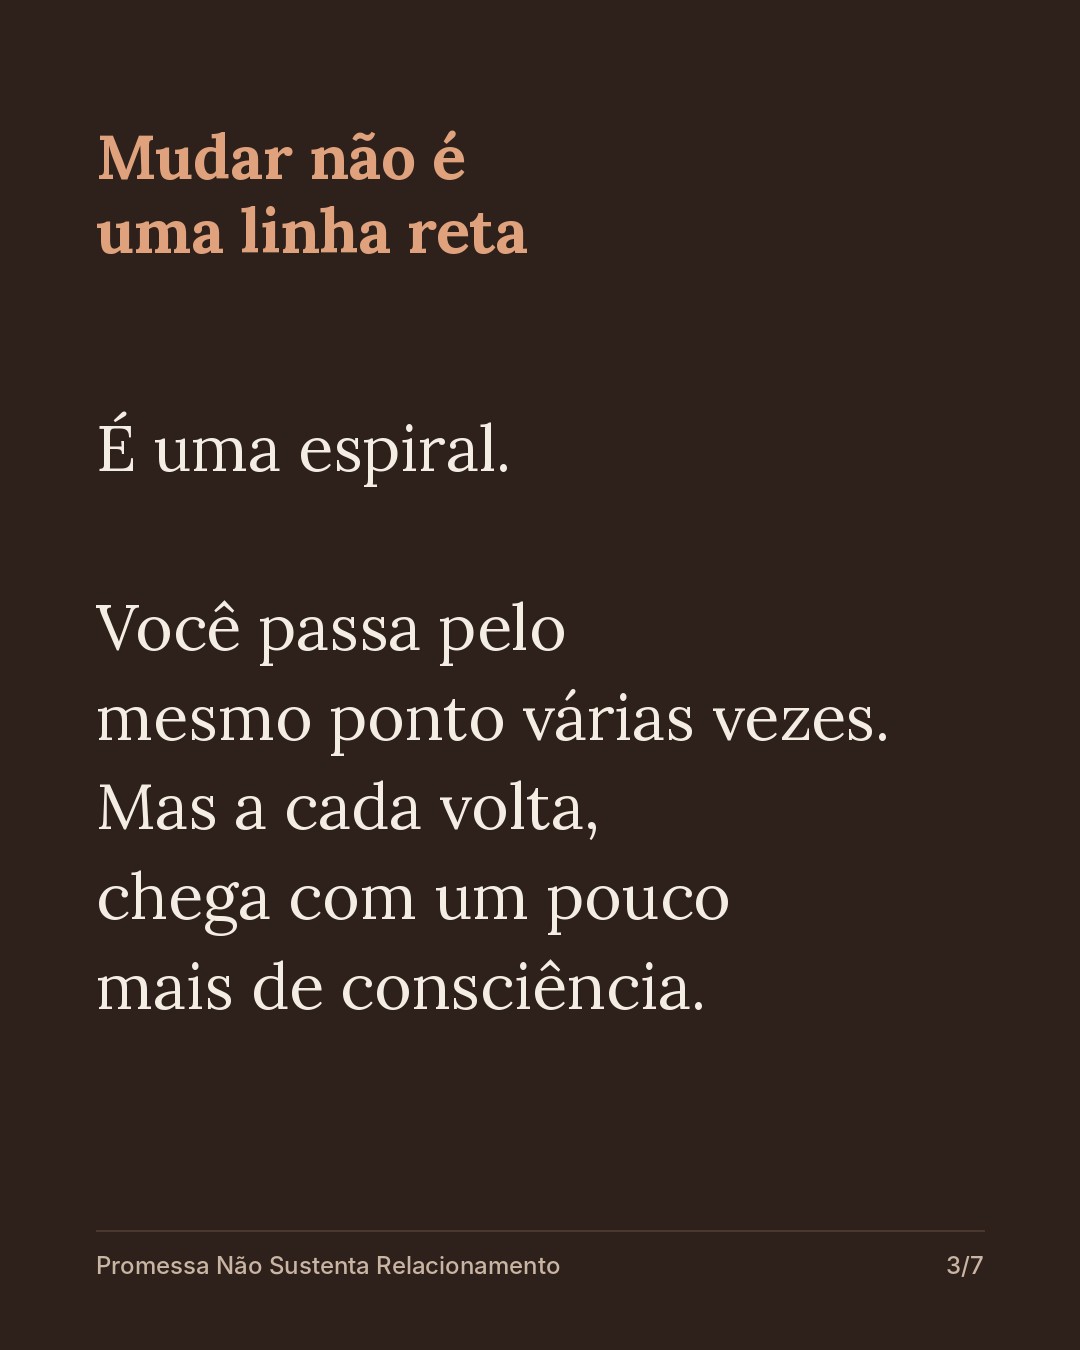 Mudar não é
uma linha reta
É uma espiral.
Você passa pelo
mesmo ponto várias vezes.
Mas a cada volta,
chega com um pouco
mais de consciência.
Promessa Não Sustenta Relacionamento
3/7